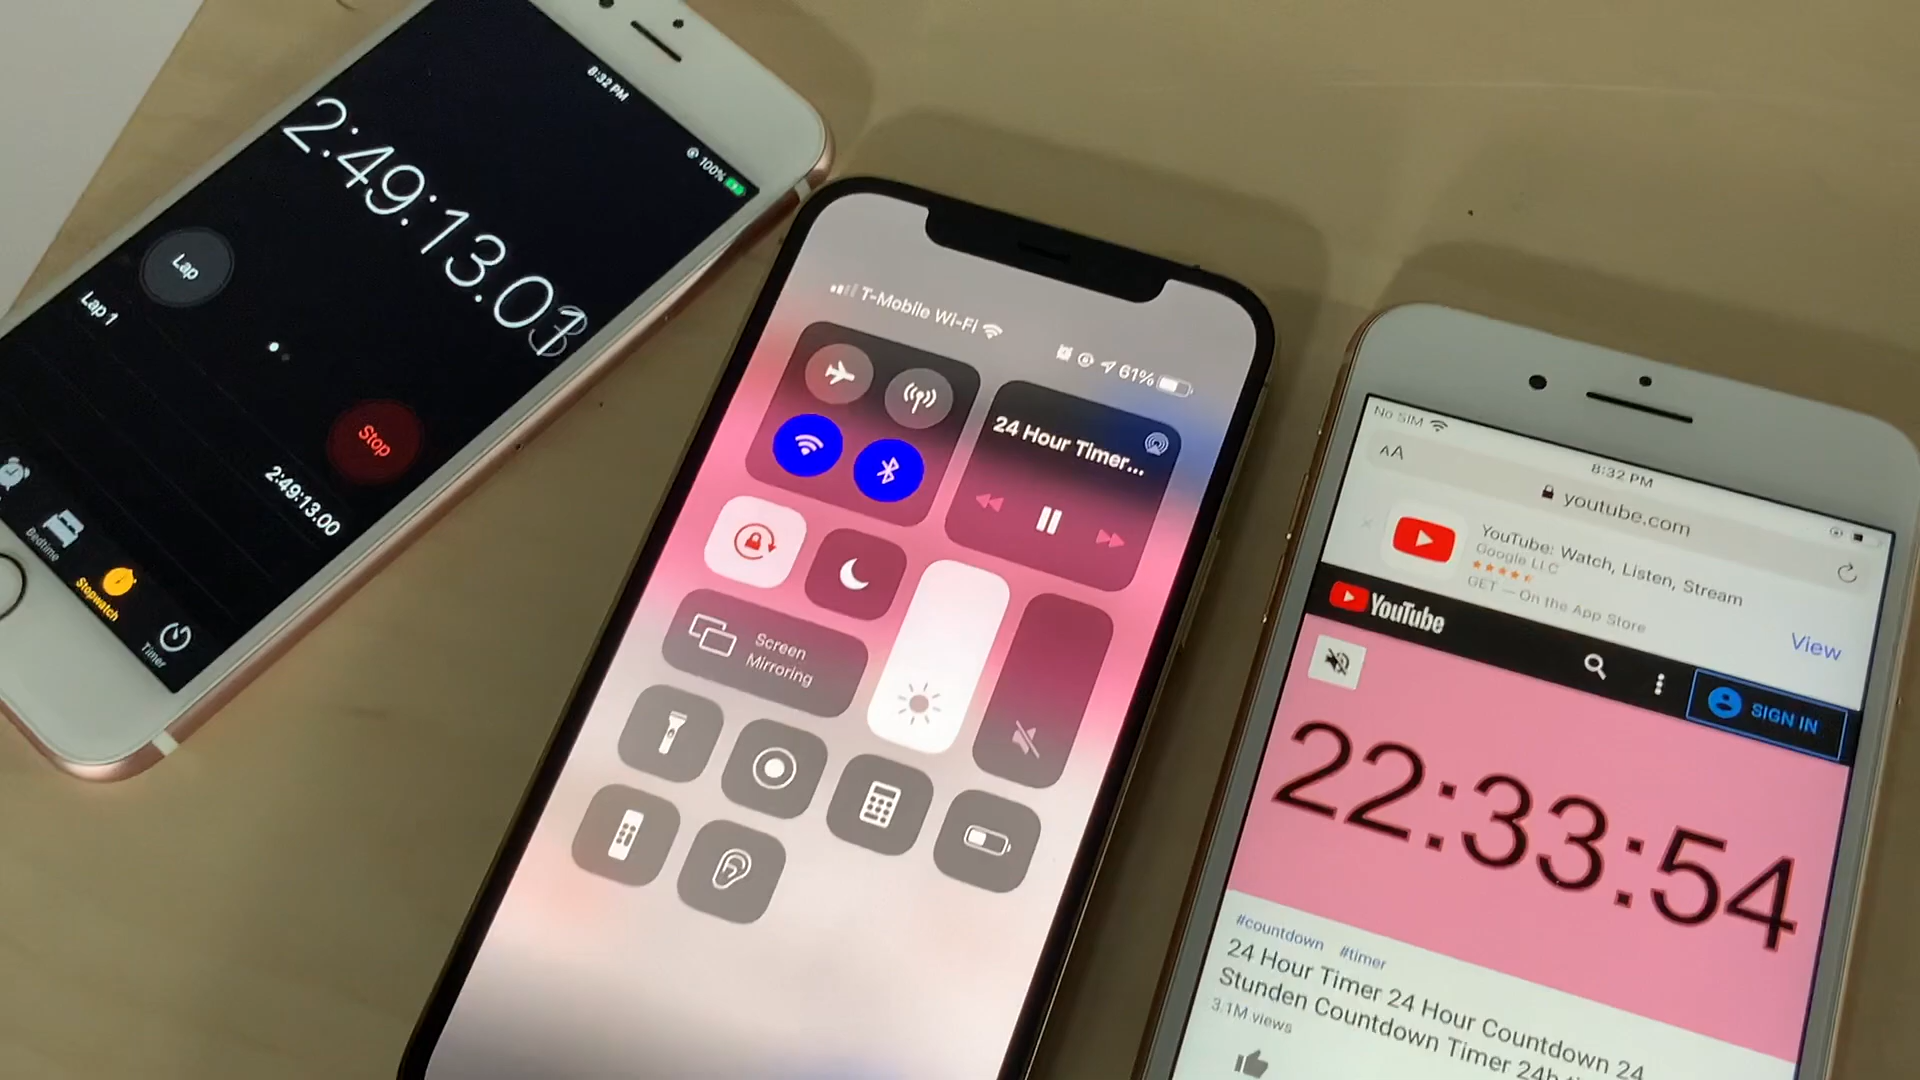 8:32 PM
100%
2:49:13.0
Lap
Lap 1
Stop
2:49:13.00
Bedtime
Stopwatch
Timer
T-Mobile Wi-Fi
61%
24 Hour Timer...
Screen
Mirroring
No SIM
8:32 PM
AA
youtube.com
YouTube: Watch, Listen, Stream
Google LLC
GET — On the App Store
View
YouTube
SIGN IN
22:33:54
#countdown #timer
24 Hour Timer 24 Hour Countdown 24
Stunden Countdown Timer 24h
3.1M views